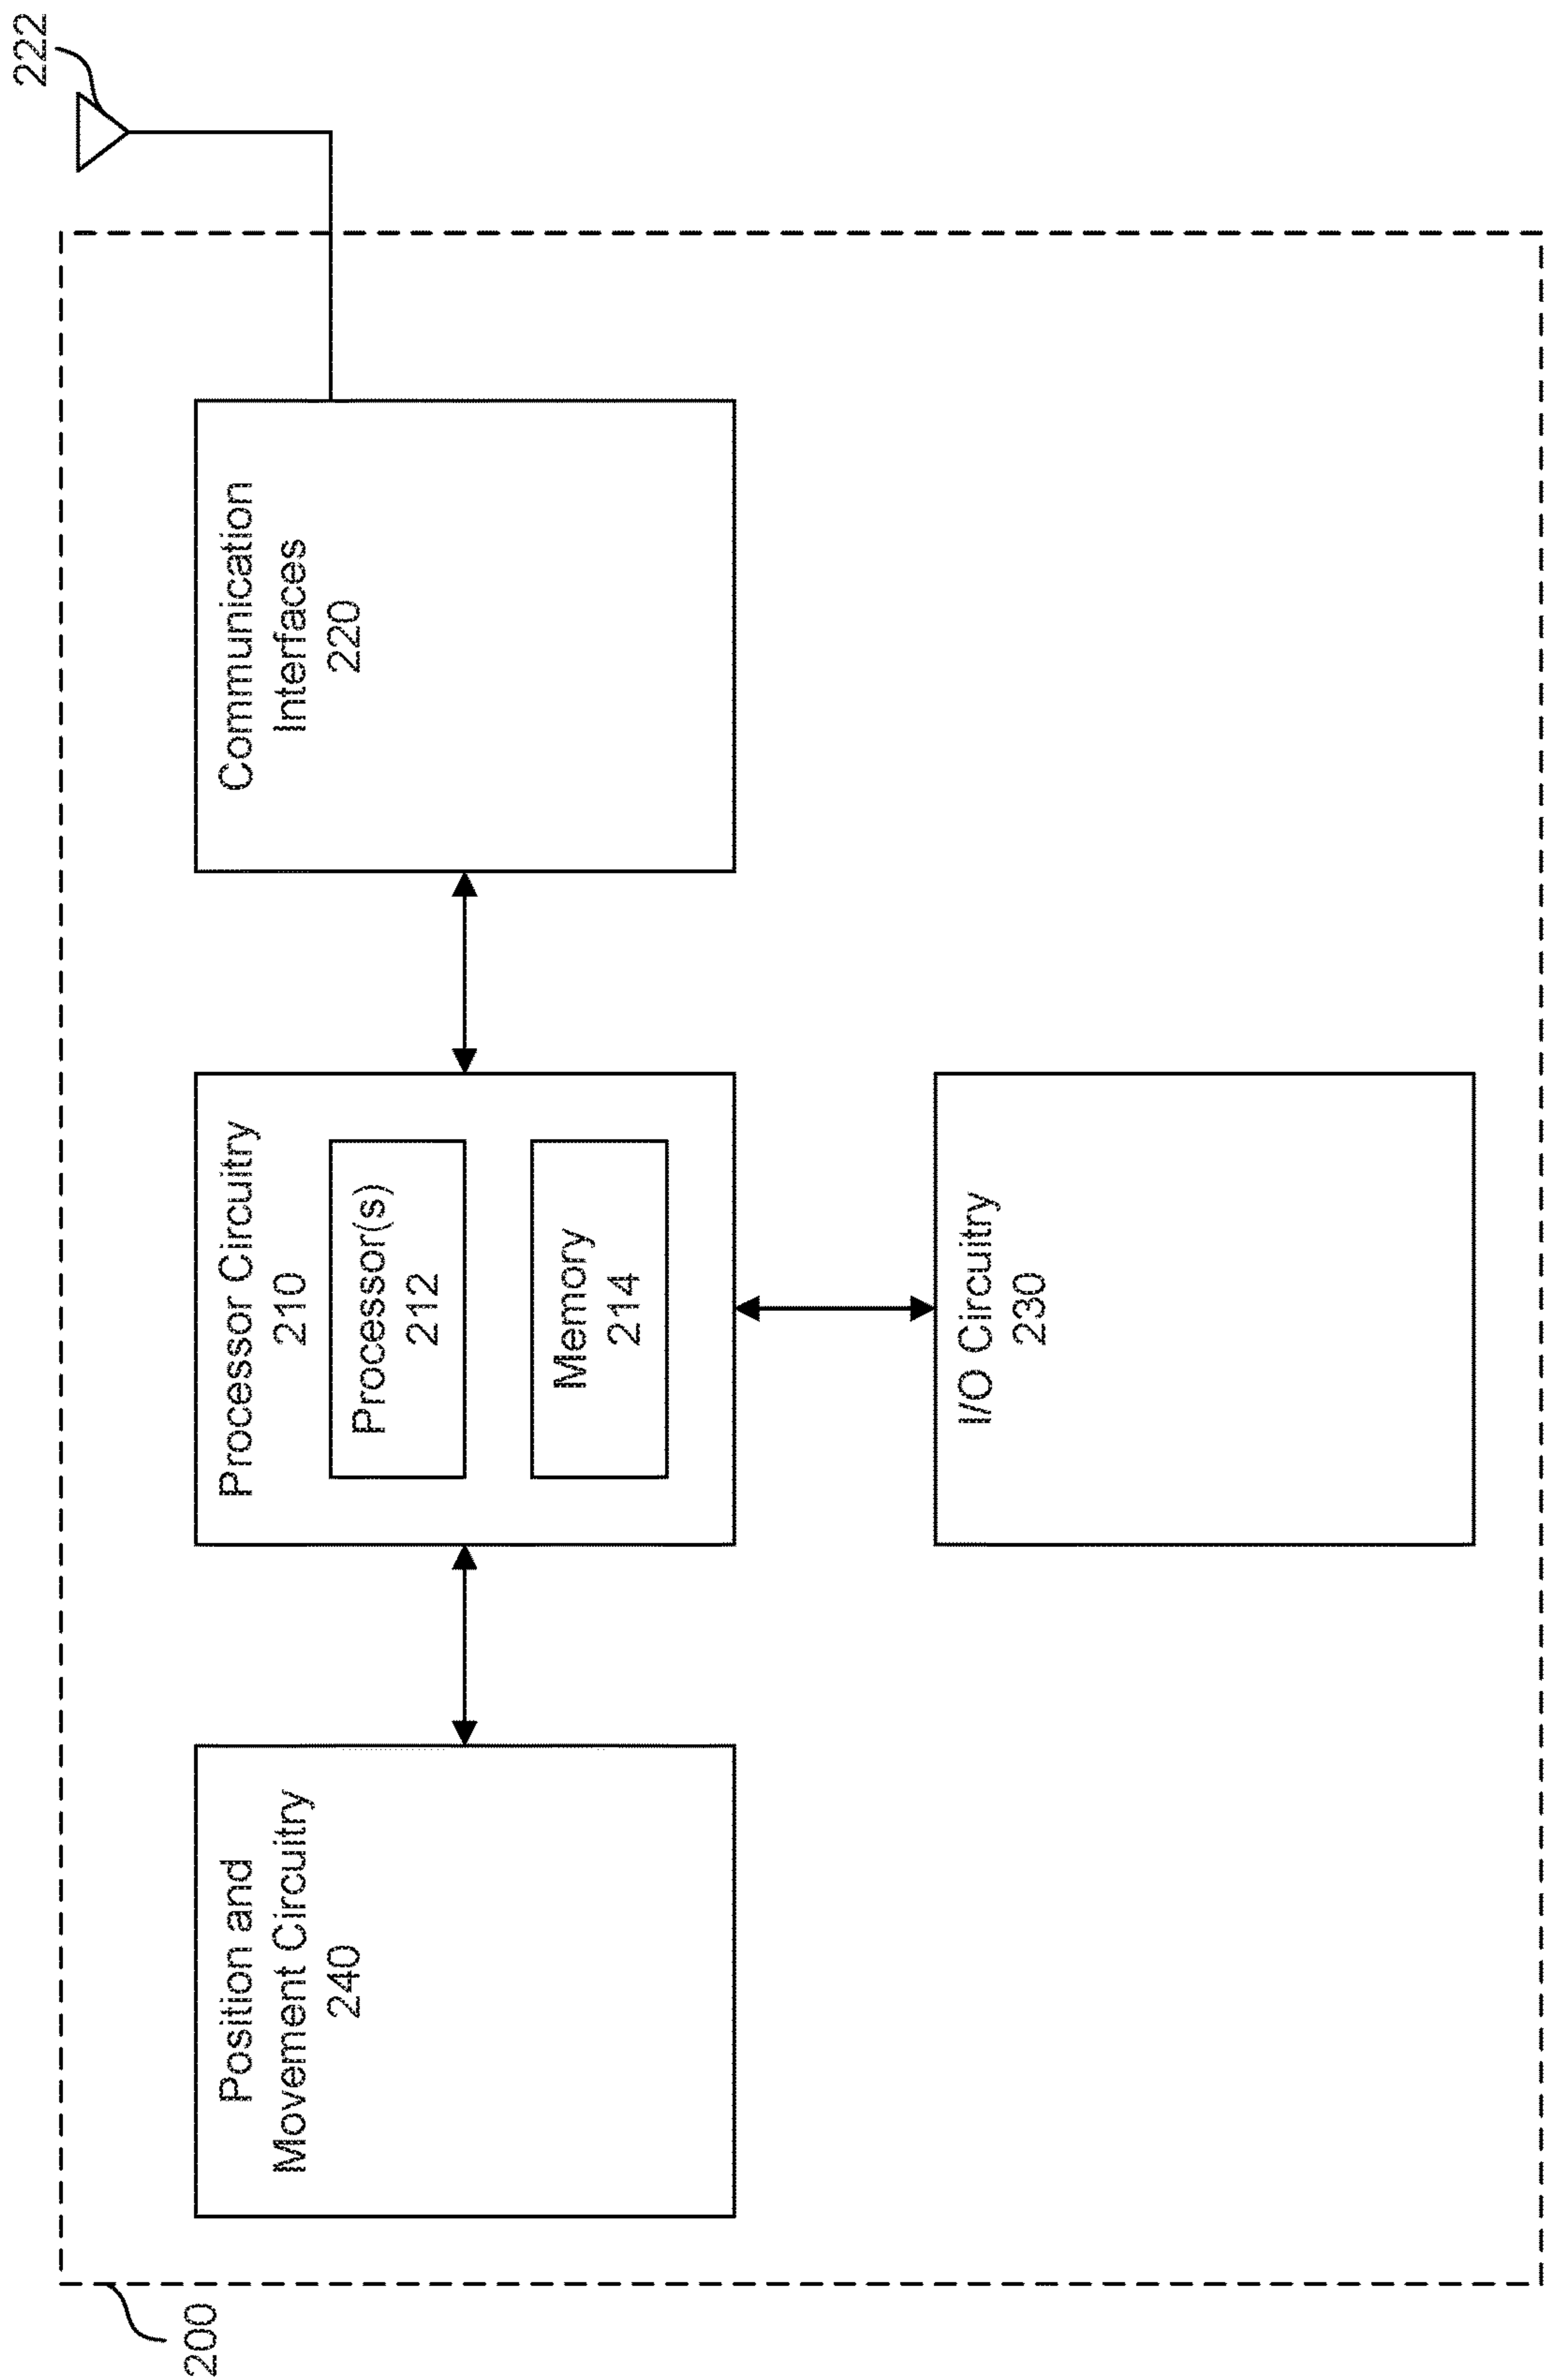 200
222
Position and
Movement Circuitry
240
Processor Circuitry
210
Processor(s)
212
Memory
214
Communication
Interfaces
220
I/O Circuitry
230